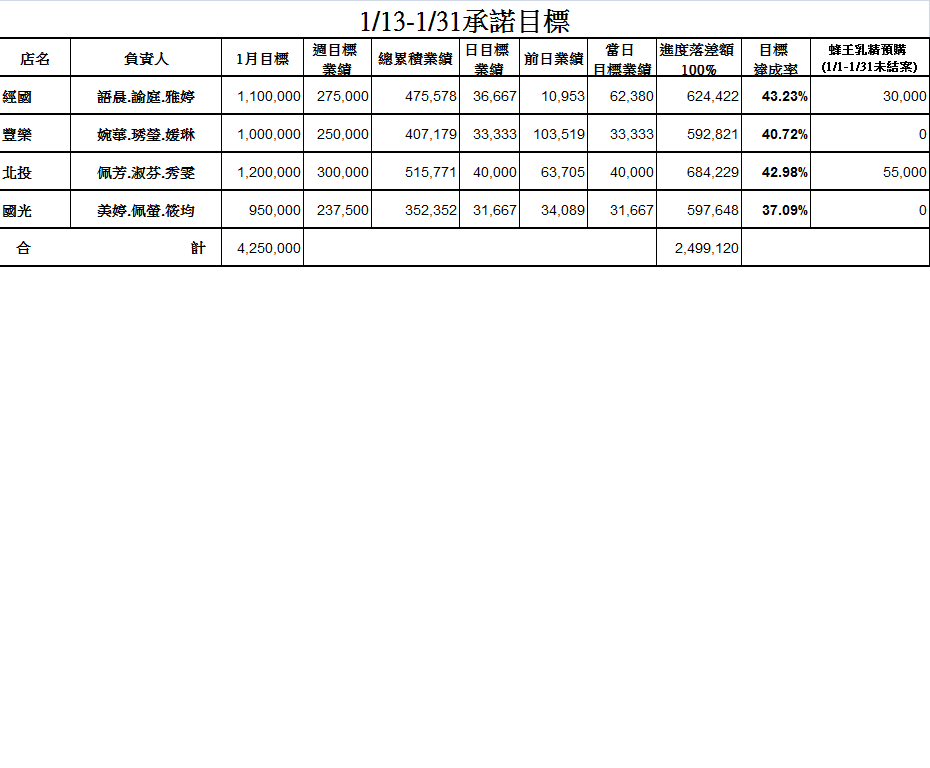 1/13-1/31承諾目標
店名 負責人 1月目標 週目標業績 總累積業績 日目標業績 前日業績 當日目標業績 進度落差額100% 目標達成率 蜂王乳精預購(1/1-1/31未結案)
經國 語晨.諭庭.雅婷 1,100,000 275,000 475,578 36,667 10,953 62,380 624,422 43.23% 30,000
豐樂 婉華.琇瑩.媛琳 1,000,000 250,000 407,179 33,333 103,519 33,333 592,821 40.72% 0
北投 佩芳.淑芬.秀雯 1,200,000 300,000 515,771 40,000 63,705 40,000 684,229 42.98% 55,000
國光 美婷.佩螢.筱均 950,000 237,500 352,352 31,667 34,089 31,667 597,648 37.09% 0
合計 4,250,000 2,499,120